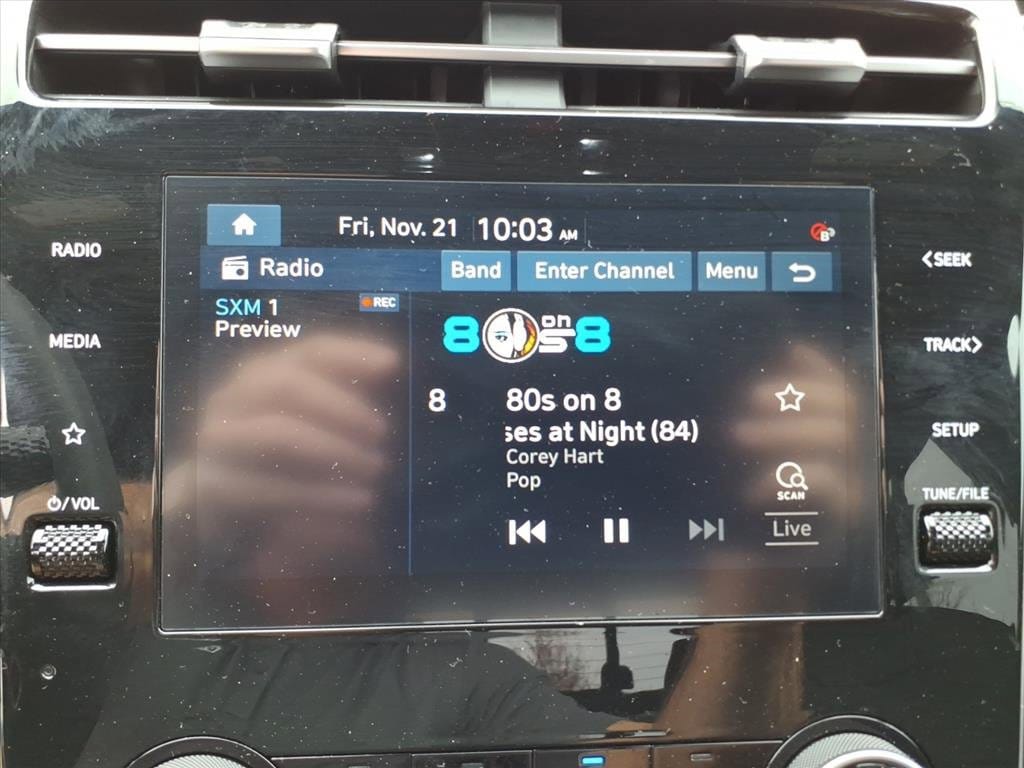 Fri, Nov. 21 10:03 AM
RADIO
Radio Band Enter Channel Menu
<SEEK
SXM 1 REC
Preview
8 on 8
MEDIA
TRACK>
8 80s on 8
ses at Night (84)
Corey Hart
Pop
SETUP
SCAN
/VOL
TUNE/FILE
Live